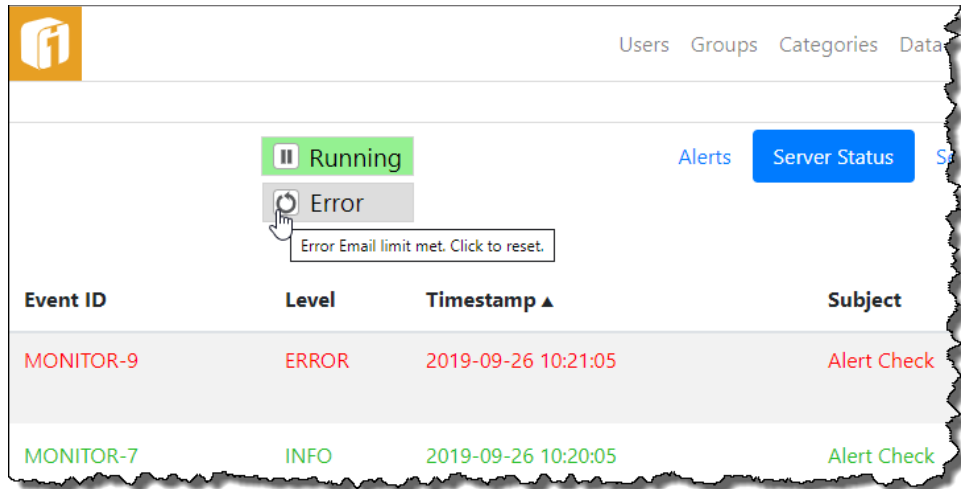 Users Groups Categories Data
Running
Alerts Server Status
Error
Error Email limit met. Click to reset.
Event ID Level Timestamp ▲ Subject
MONITOR-9 ERROR 2019-09-26 10:21:05 Alert Check
MONITOR-7 INFO 2019-09-26 10:20:05 Alert Check